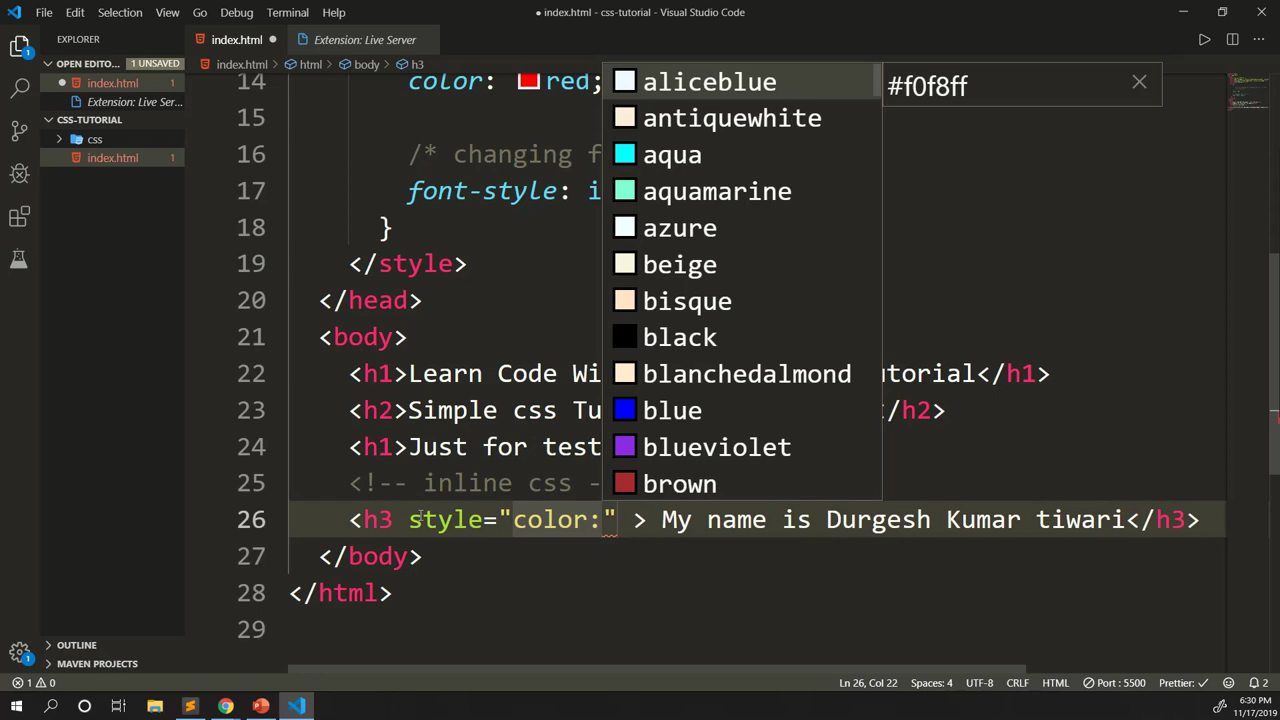 File Edit Selection View Go Debug Terminal Help
● index.html - css-tutorial - Visual Studio Code
EXPLORER
index.html ●
Extension: Live Server
OPEN EDITO... 1 UNSAVED
index.html > html > body > h3
● index.html 1
Extension: Live Ser...
CSS-TUTORIAL
css
index.html 1
14 color: red;
15
16 /* changing f
17 font-style: i
18 }
19 </style>
20 </head>
21 <body>
22 <h1>Learn Code Wi utorial</h1>
23 <h2>Simple css Tu </h2>
24 <h1>Just for test
25 <!-- inline css -
26 <h3 style="color:" > My name is Durgesh Kumar tiwari</h3>
27 </body>
28 </html>
29
aliceblue #f0f8ff
antiquewhite
aqua
aquamarine
azure
beige
bisque
black
blanchedalmond
blue
blueviolet
brown
OUTLINE
MAVEN PROJECTS
1 0
Ln 26, Col 22 Spaces: 4 UTF-8 CRLF HTML Port : 5500 Prettier: ✓ 2
6:30 PM
11/17/2019